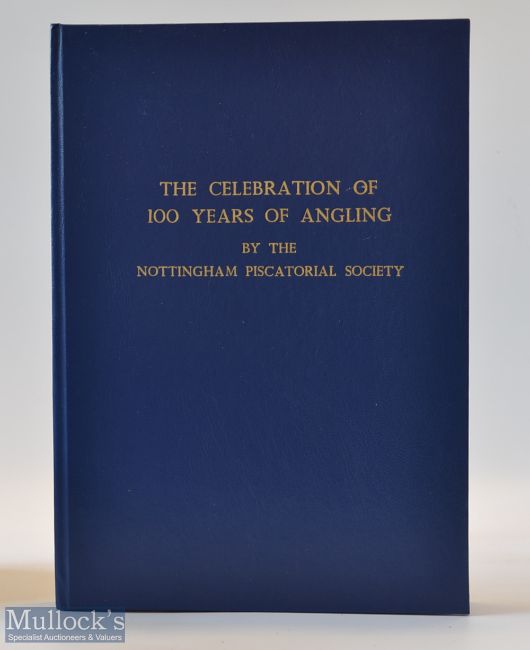 THE CELEBRATION OF
100 YEARS OF ANGLING
BY THE
NOTTINGHAM PISCATORIAL SOCIETY
Mullock's
Specialist Auctioneers & Valuers